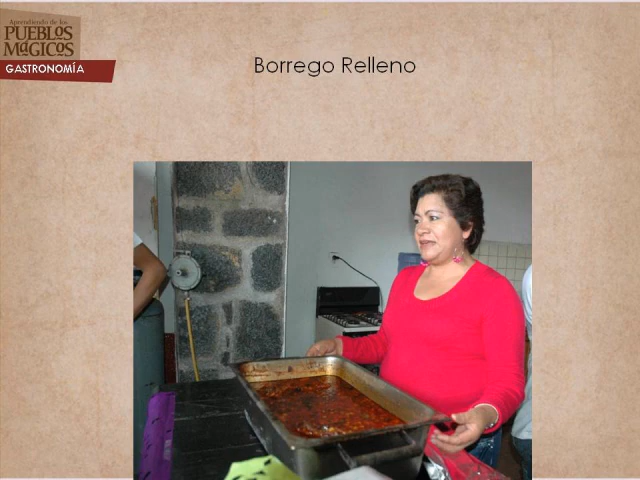 Aprendiendo de los
PUEBLOS
MáGICOS
GASTRONOMÍA
Borrego Relleno